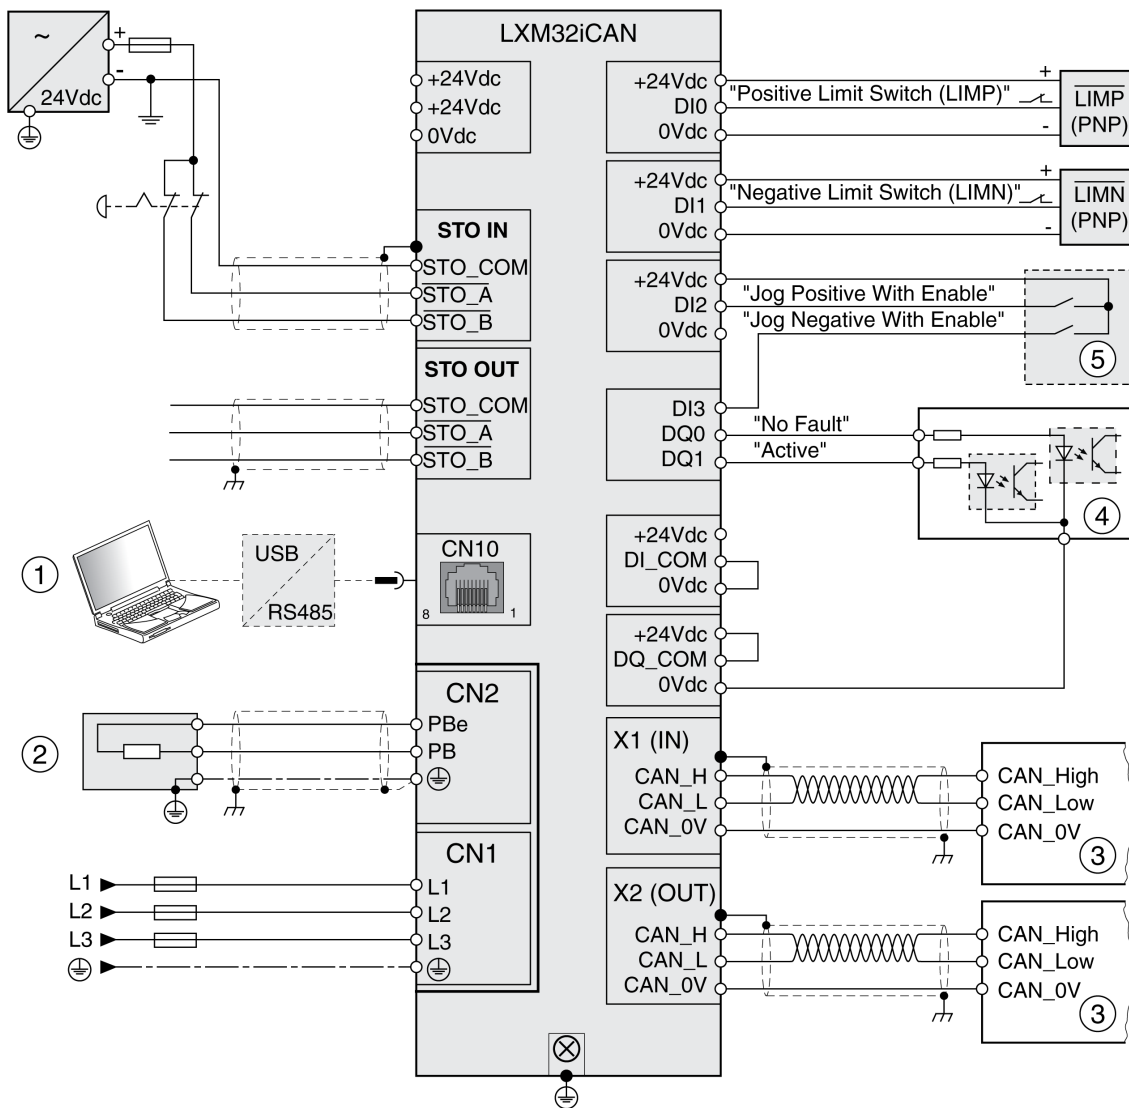 LXM32iCAN
~
24Vdc
+
-
+24Vdc
+24Vdc
0Vdc
STO IN
STO_COM
STO_A
STO_B
STO OUT
STO_COM
STO_A
STO_B
1
USB
RS485
CN10
8
1
CN2
2
PBe
PB
CN1
L1
L1
L2
L2
L3
L3
+24Vdc
DI0
0Vdc
"Positive Limit Switch (LIMP)"
+
-
LIMP
(PNP)
+24Vdc
DI1
0Vdc
"Negative Limit Switch (LIMN)"
+
-
LIMN
(PNP)
+24Vdc
DI2
0Vdc
"Jog Positive With Enable"
"Jog Negative With Enable"
5
DI3
DQ0
DQ1
"No Fault"
"Active"
4
+24Vdc
DI_COM
0Vdc
+24Vdc
DQ_COM
0Vdc
X1 (IN)
CAN_H
CAN_L
CAN_0V
CAN_High
CAN_Low
CAN_0V
3
X2 (OUT)
CAN_H
CAN_L
CAN_0V
CAN_High
CAN_Low
CAN_0V
3